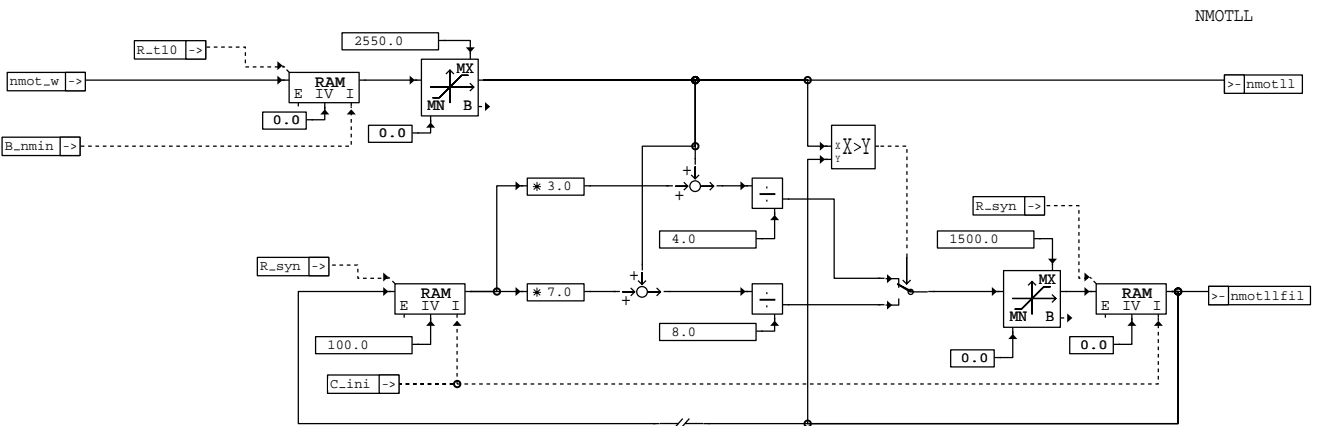 NMOTLL
R_t10 ->
2550.0
nmot_w ->
RAM
E IV I
MX
MN B
>- nmotll
0.0
0.0
B_nmin ->
X X>Y
Y
+
+
* 3.0
÷
R_syn ->
4.0
1500.0
R_syn ->
RAM
E IV I
* 7.0
+
+
÷
MX
MN B
RAM
E IV I
>- nmotllfil
100.0
8.0
0.0
0.0
C_ini ->